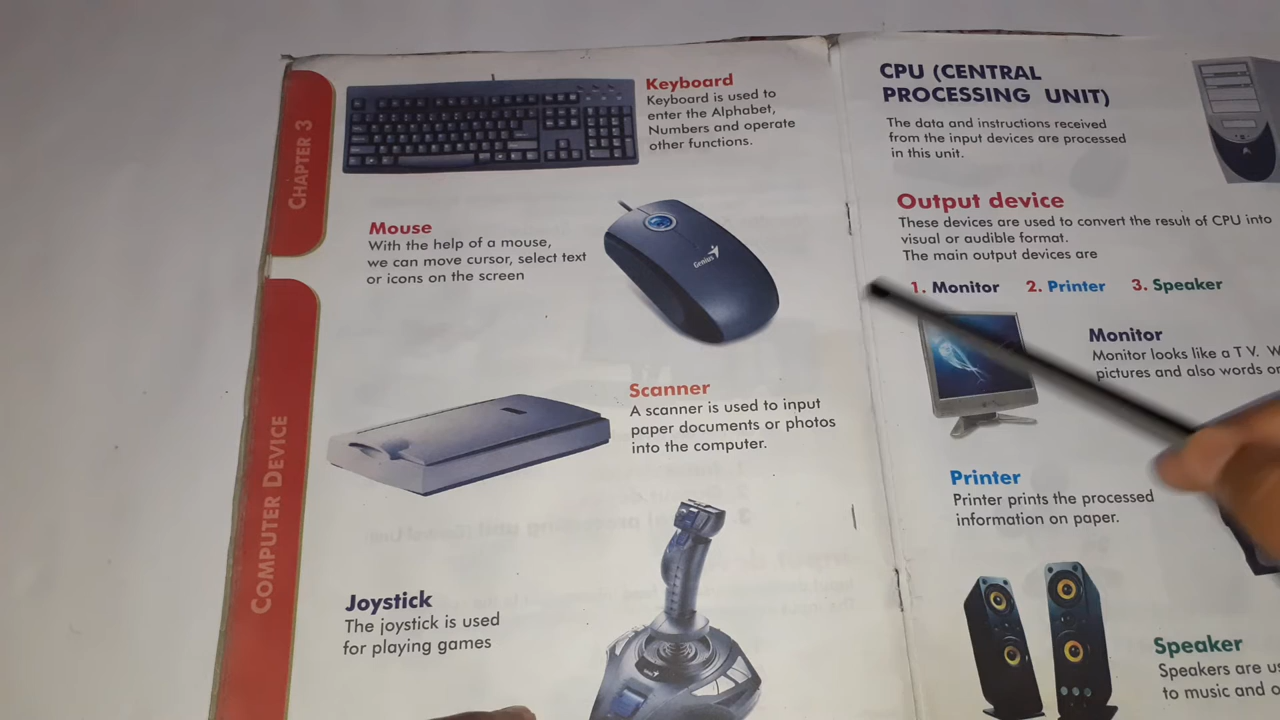 CHAPTER 3
COMPUTER DEVICE
Keyboard
Keyboard is used to
enter the Alphabet,
Numbers and operate
other functions.
Mouse
With the help of a mouse,
we can move cursor, select text
or icons on the screen
Genius
Scanner
A scanner is used to input
paper documents or photos
into the computer.
Joystick
The joystick is used
for playing games
CPU (CENTRAL
PROCESSING UNIT)
The data and instructions received
from the input devices are processed
in this unit.
Output device
These devices are used to convert the result of CPU into
visual or audible format.
The main output devices are
1. Monitor 2. Printer 3. Speaker
Monitor
Monitor looks like a T V. W
pictures and also words or
Printer
Printer prints the processed
information on paper.
Speaker
Speakers are us
to music and o